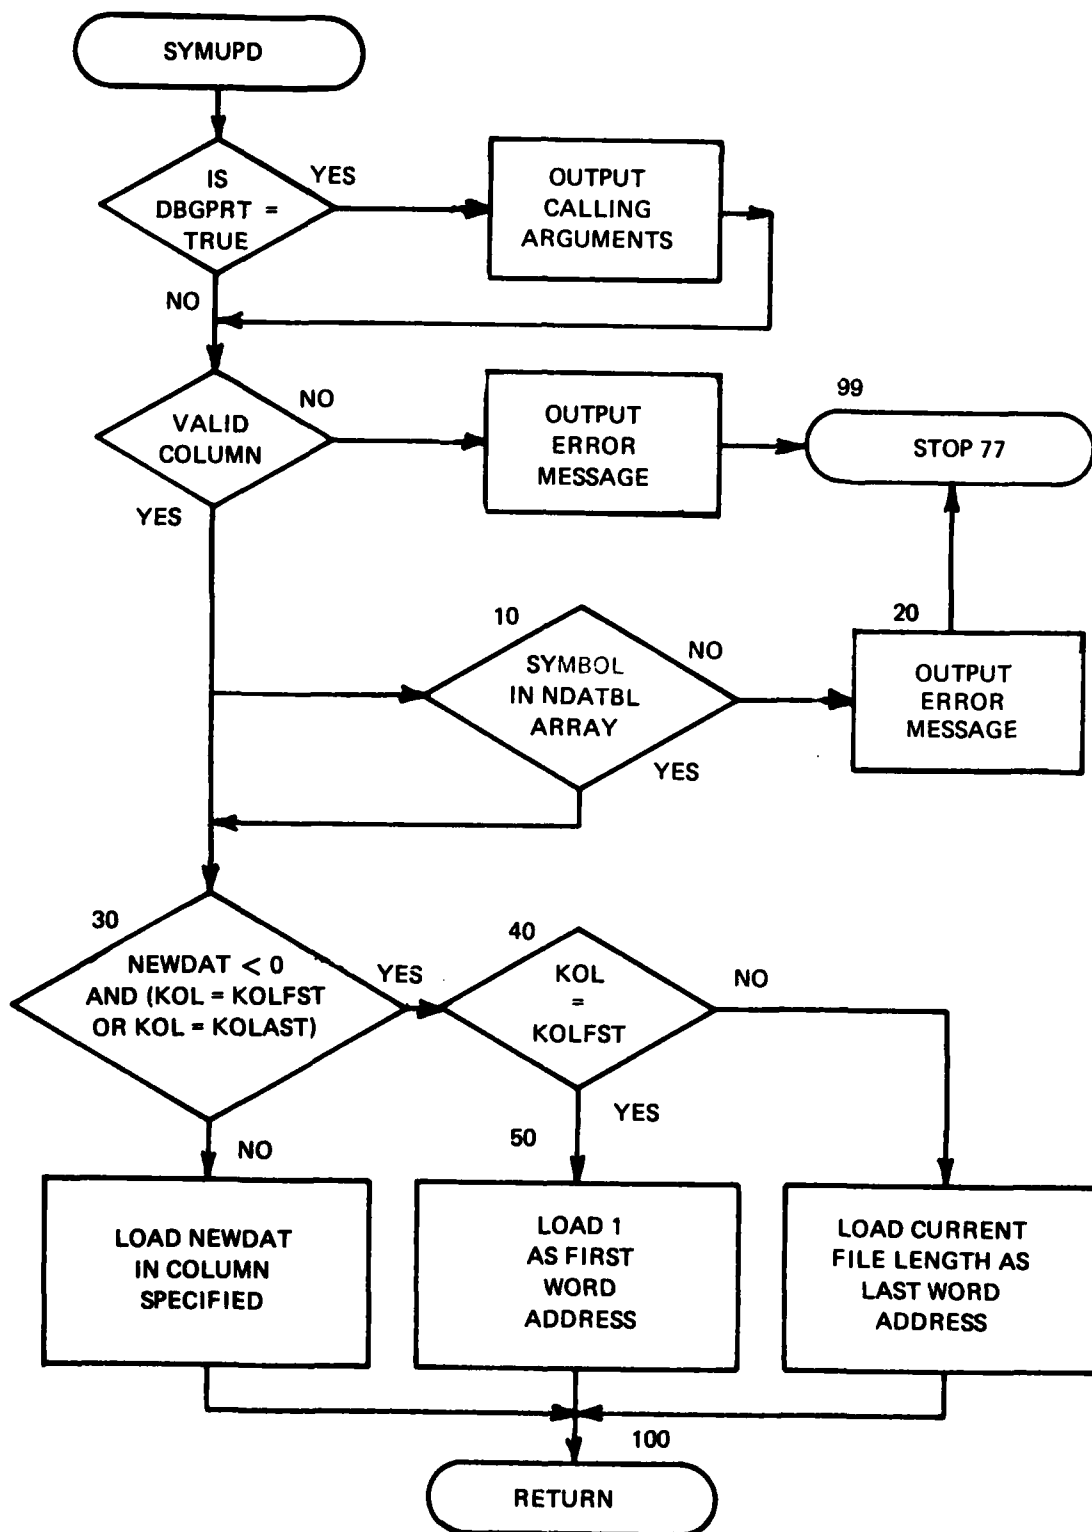 SYMUPD
IS
DBGPRT =
TRUE
YES
OUTPUT
CALLING
ARGUMENTS
NO
VALID
COLUMN
NO
OUTPUT
ERROR
MESSAGE
99
STOP 77
YES
10
SYMBOL
IN NDATBL
ARRAY
NO
20
OUTPUT
ERROR
MESSAGE
YES
30
NEWDAT < 0
AND (KOL = KOLFST
OR KOL = KOLAST)
YES
40
KOL
=
KOLFST
NO
NO
YES
50
LOAD NEWDAT
IN COLUMN
SPECIFIED
LOAD 1
AS FIRST
WORD
ADDRESS
LOAD CURRENT
FILE LENGTH AS
LAST WORD
ADDRESS
100
RETURN